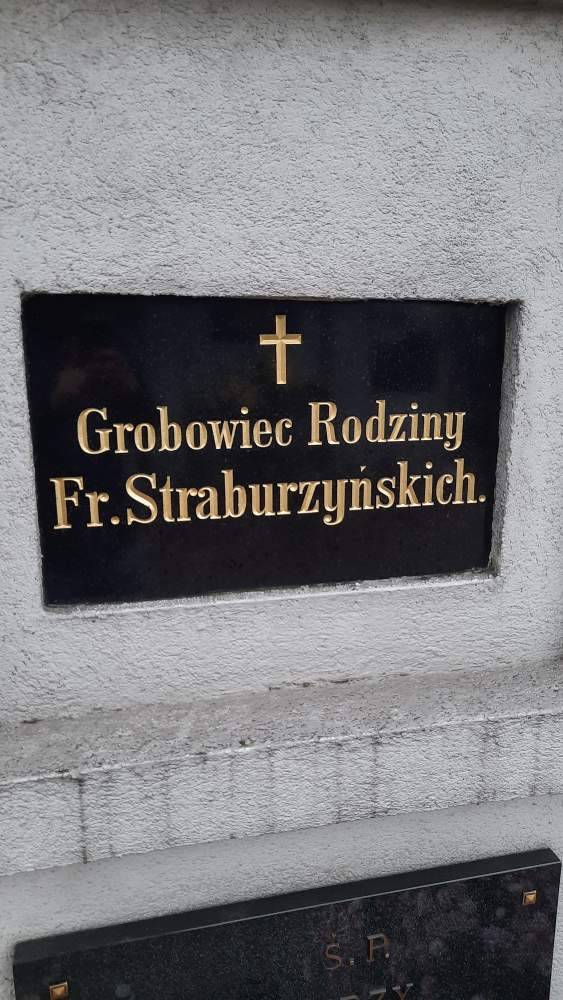 Grobowiec Rodziny
Fr. Straburzyńskich.
Ś. P.